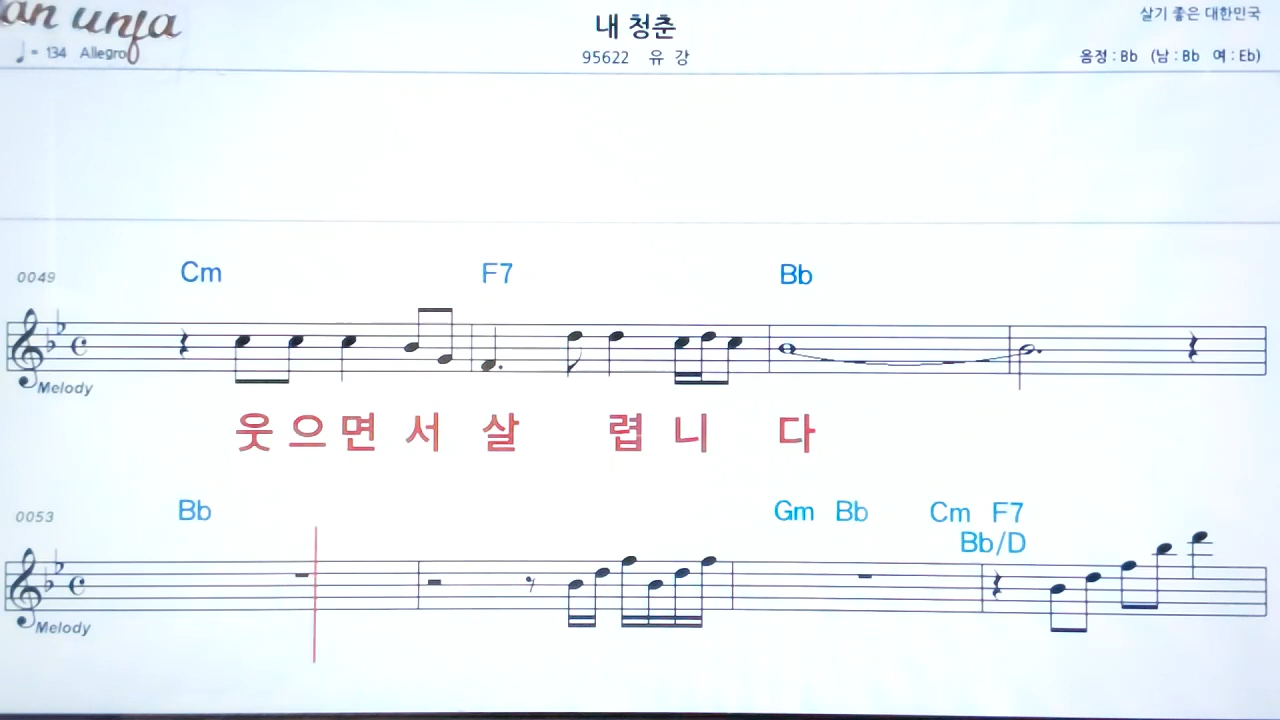 내 청춘
살기 좋은 대한민국
♩= 134 Allegro
95622 유 강
음정 : Bb (남 : Bb 여 : Eb)
0049 Cm F7 Bb
Melody
웃으면서 살 렵니 다
0053 Bb Gm Bb Cm F7
Bb/D
Melody